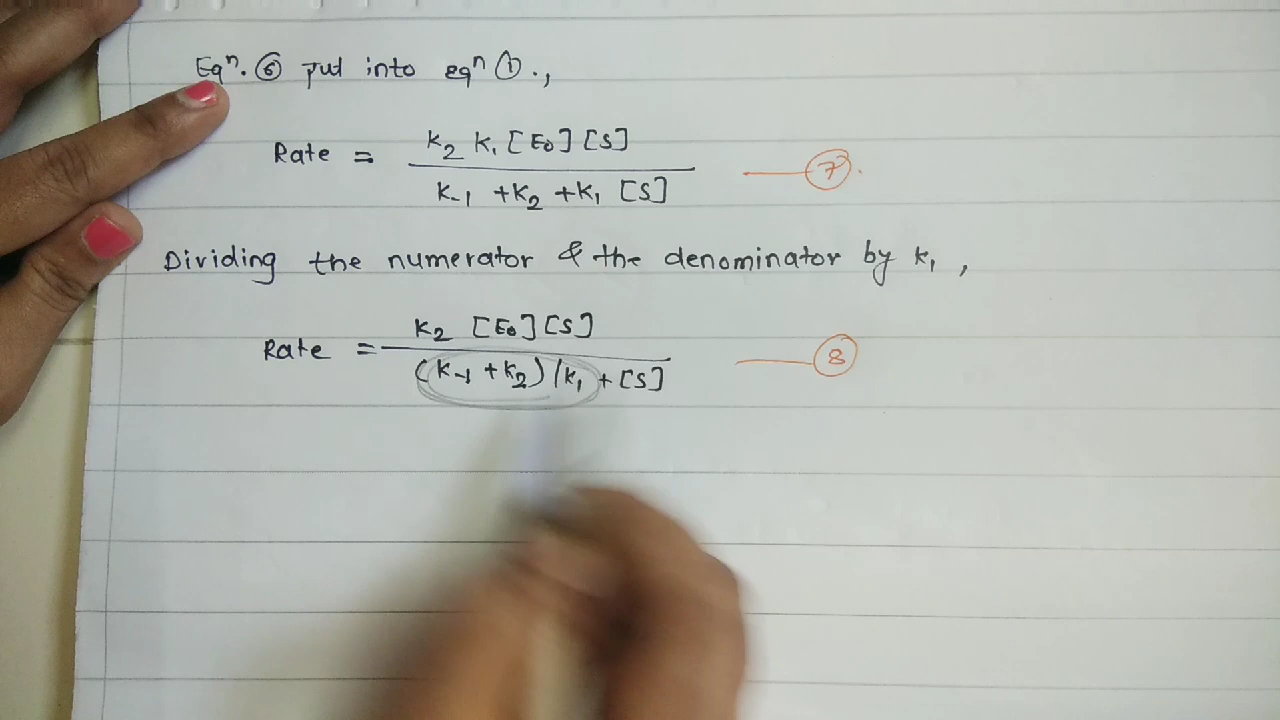 Eqⁿ. ⑥ put into eqⁿ ①.,
Rate = k₂ k₁ [E₀] [S] / k₋₁ + k₂ + k₁ [S] — ⑦.
Dividing the numerator & the denominator by k₁ ,
Rate = k₂ [E₀] [S] / (k₋₁ + k₂) / k₁ + [S] — ⑧